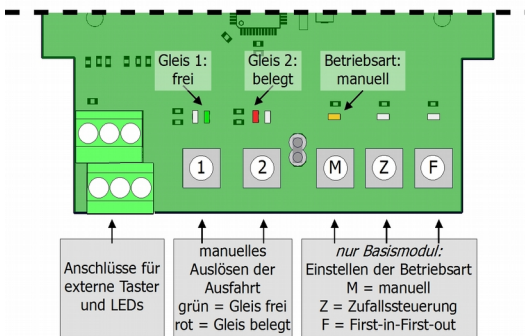 Gleis 1:
frei
Gleis 2:
belegt
Betriebsart:
manuell
1
2
M
Z
F
Anschlüsse für
externe Taster
und LEDs
manuelles
Auslösen der
Ausfahrt
grün = Gleis frei
rot = Gleis belegt
nur Basismodul:
Einstellen der Betriebsart
M = manuell
Z = Zufallssteuerung
F = First-in-First-out